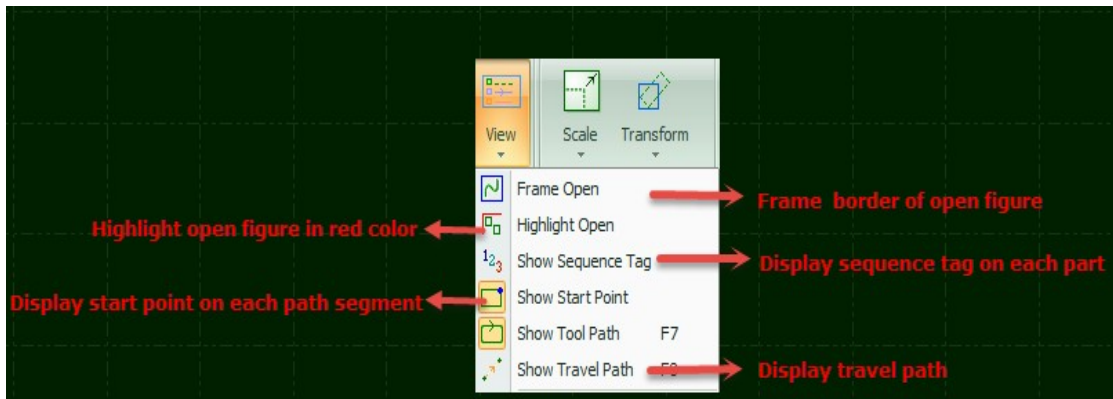 View
Scale
Transform
Frame Open
Frame border of open figure
Highlight open figure in red color
Highlight Open
123
Show Sequence Tag
Display sequence tag on each part
Display start point on each path segment
Show Start Point
Show Tool Path F7
Show Travel Path
Display travel path